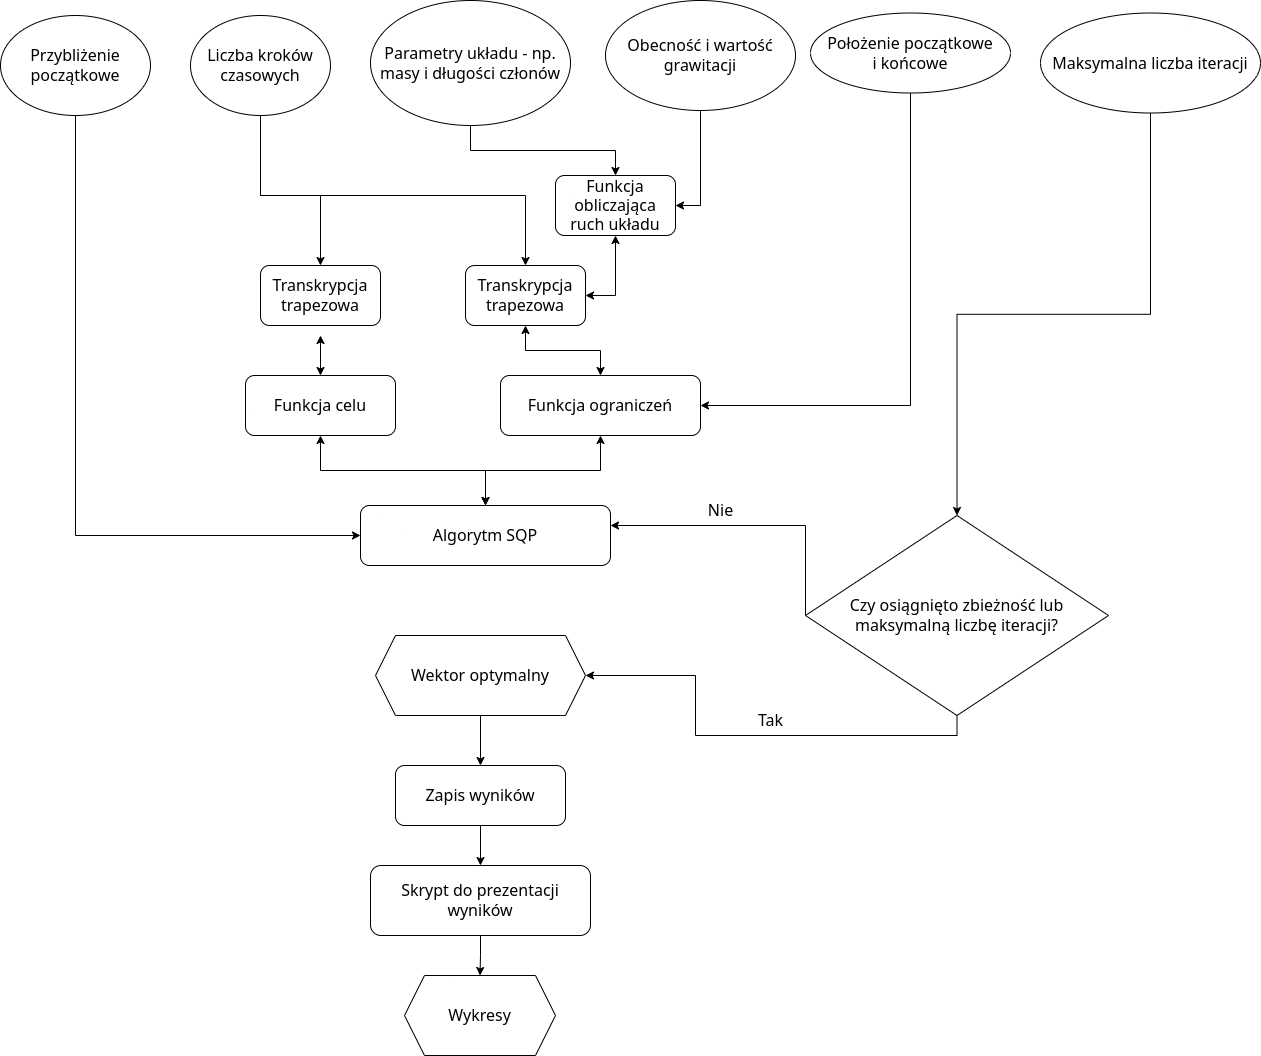 Przybliżenie
początkowe
Liczba kroków
czasowych
Parametry układu - np.
masy i długości członów
Obecność i wartość
grawitacji
Położenie początkowe
i końcowe
Maksymalna liczba iteracji
Funkcja
obliczająca
ruch układu
Transkrypcja
trapezowa
Transkrypcja
trapezowa
Funkcja celu
Funkcja ograniczeń
Algorytm SQP
Nie
Czy osiągnięto zbieżność lub
maksymalną liczbę iteracji?
Wektor optymalny
Tak
Zapis wyników
Skrypt do prezentacji
wyników
Wykresy